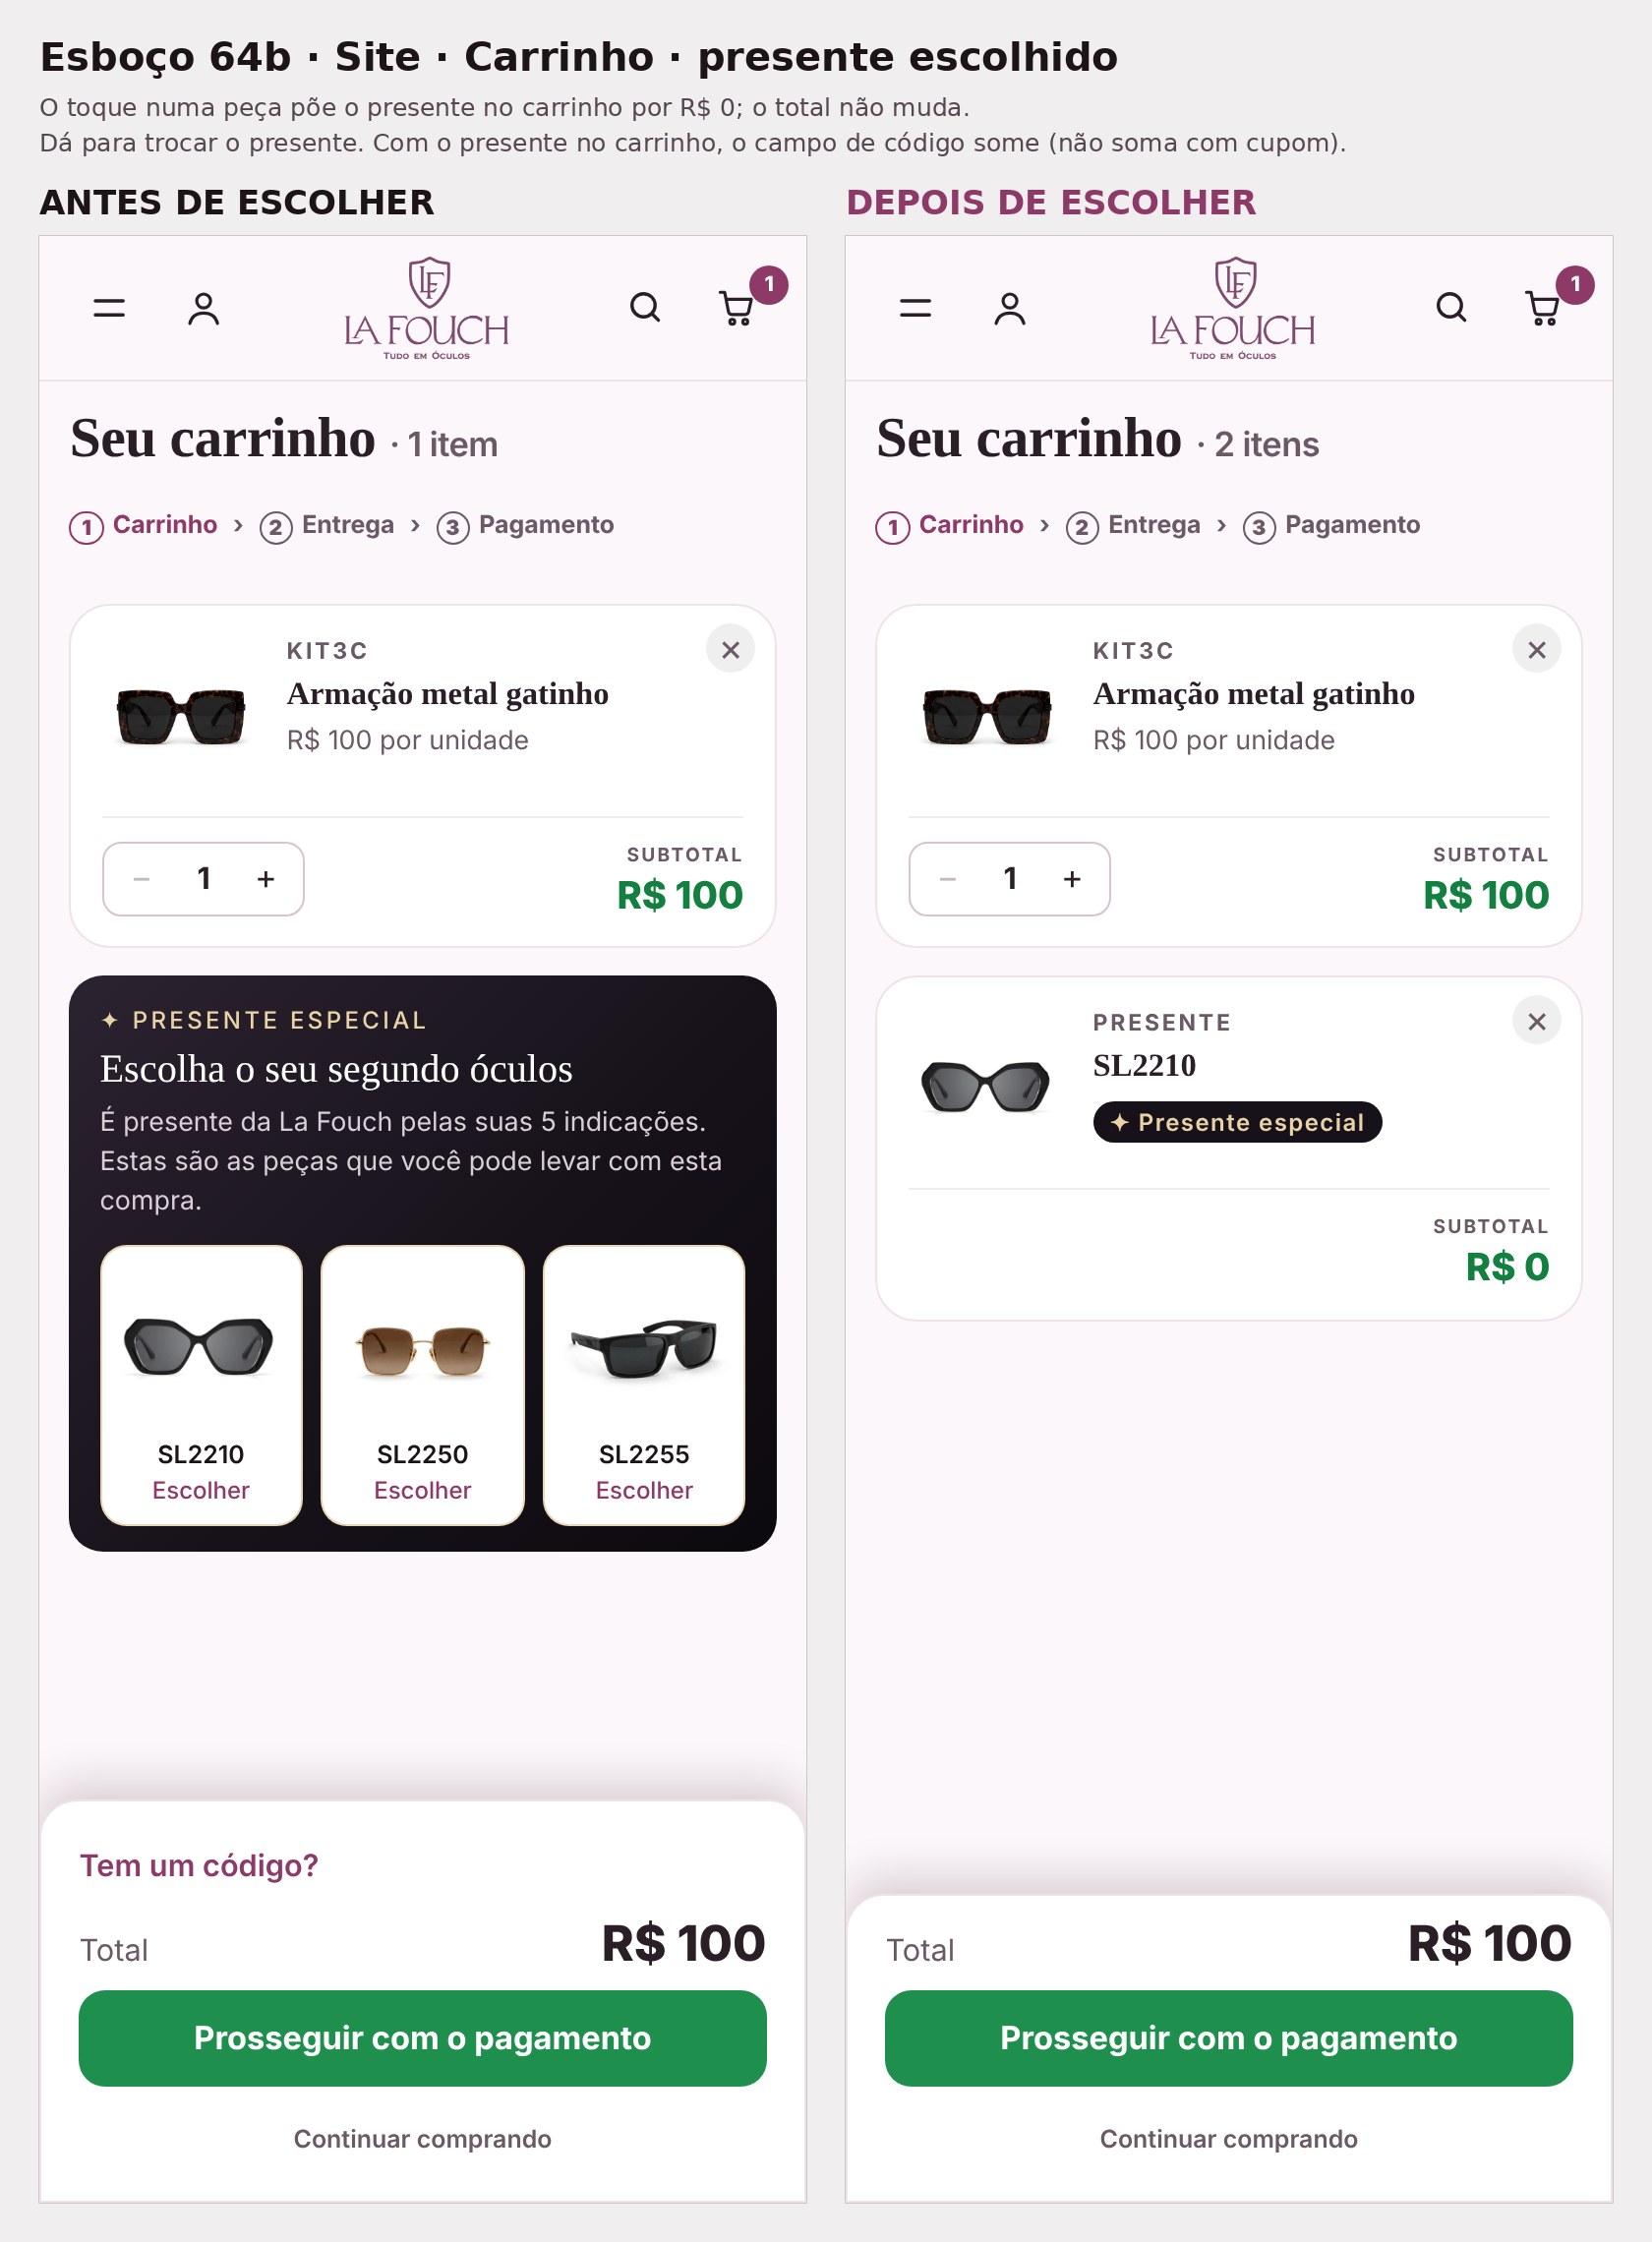 Esboço 64b · Site · Carrinho · presente escolhido
O toque numa peça põe o presente no carrinho por R$ 0; o total não muda.
Dá para trocar o presente. Com o presente no carrinho, o campo de código some (não soma com cupom).
ANTES DE ESCOLHER
LF
LA FOUCH
TUDO EM ÓCULOS
1
Seu carrinho · 1 item
1 Carrinho › 2 Entrega › 3 Pagamento
KIT3C
Armação metal gatinho
R$ 100 por unidade
SUBTOTAL
− 1 +
R$ 100
✦ PRESENTE ESPECIAL
Escolha o seu segundo óculos
É presente da La Fouch pelas suas 5 indicações.
Estas são as peças que você pode levar com esta
compra.
SL2210
Escolher
SL2250
Escolher
SL2255
Escolher
Tem um código?
Total R$ 100
Prosseguir com o pagamento
Continuar comprando
DEPOIS DE ESCOLHER
LF
LA FOUCH
TUDO EM ÓCULOS
1
Seu carrinho · 2 itens
1 Carrinho › 2 Entrega › 3 Pagamento
KIT3C
Armação metal gatinho
R$ 100 por unidade
SUBTOTAL
− 1 +
R$ 100
PRESENTE
SL2210
✦ Presente especial
SUBTOTAL
R$ 0
Total R$ 100
Prosseguir com o pagamento
Continuar comprando